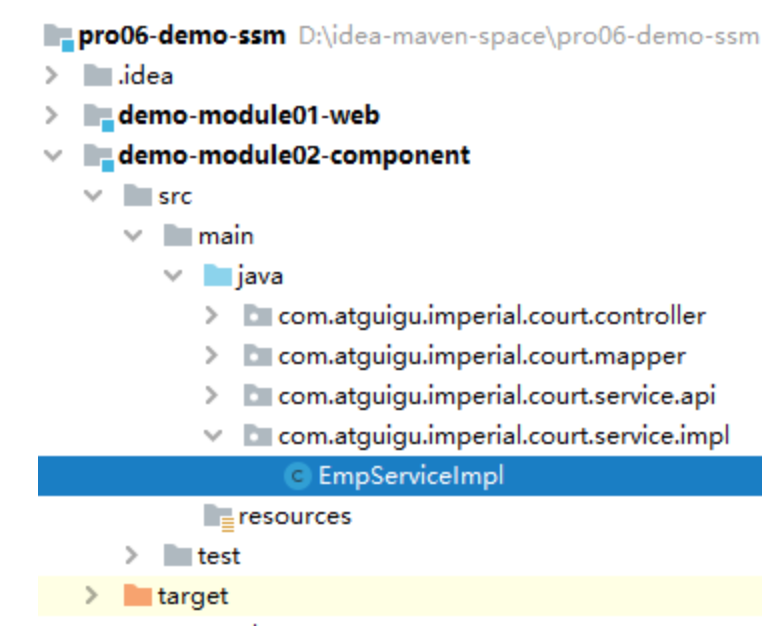 pro06-demo-ssm D:\idea-maven-space\pro06-demo-ssm
.idea
demo-module01-web
demo-module02-component
src
main
java
com.atguigu.imperial.court.controller
com.atguigu.imperial.court.mapper
com.atguigu.imperial.court.service.api
com.atguigu.imperial.court.service.impl
C EmpServiceImpl
resources
test
target